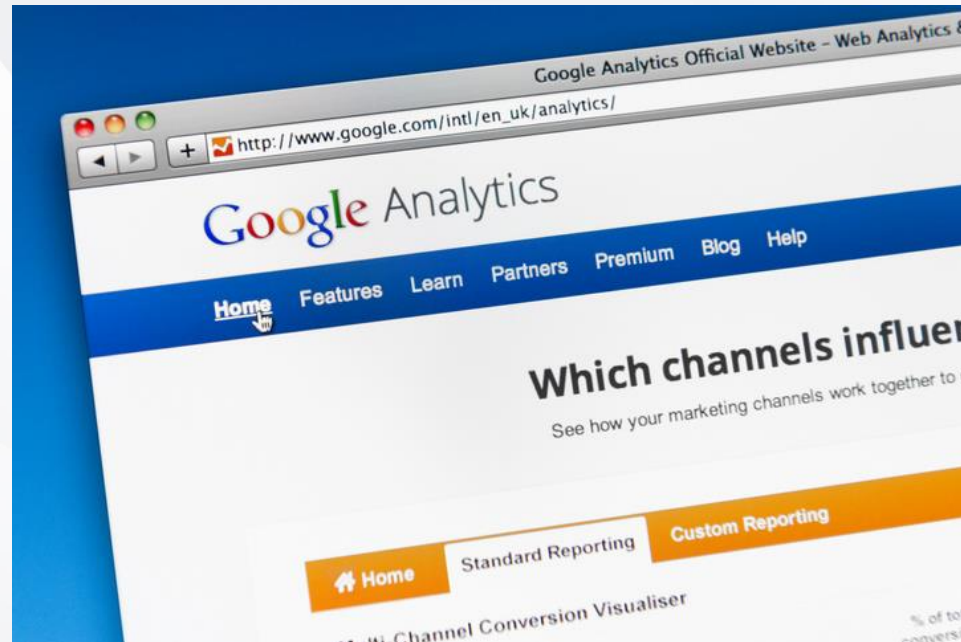 Google Analytics Official Website – Web Analytics &
http://www.google.com/intl/en_uk/analytics/
Google Analytics
Home Features Learn Partners Premium Blog Help
Which channels influe
See how your marketing channels work together to
Home Standard Reporting Custom Reporting
Channel Conversion Visualiser
% of to
conversi